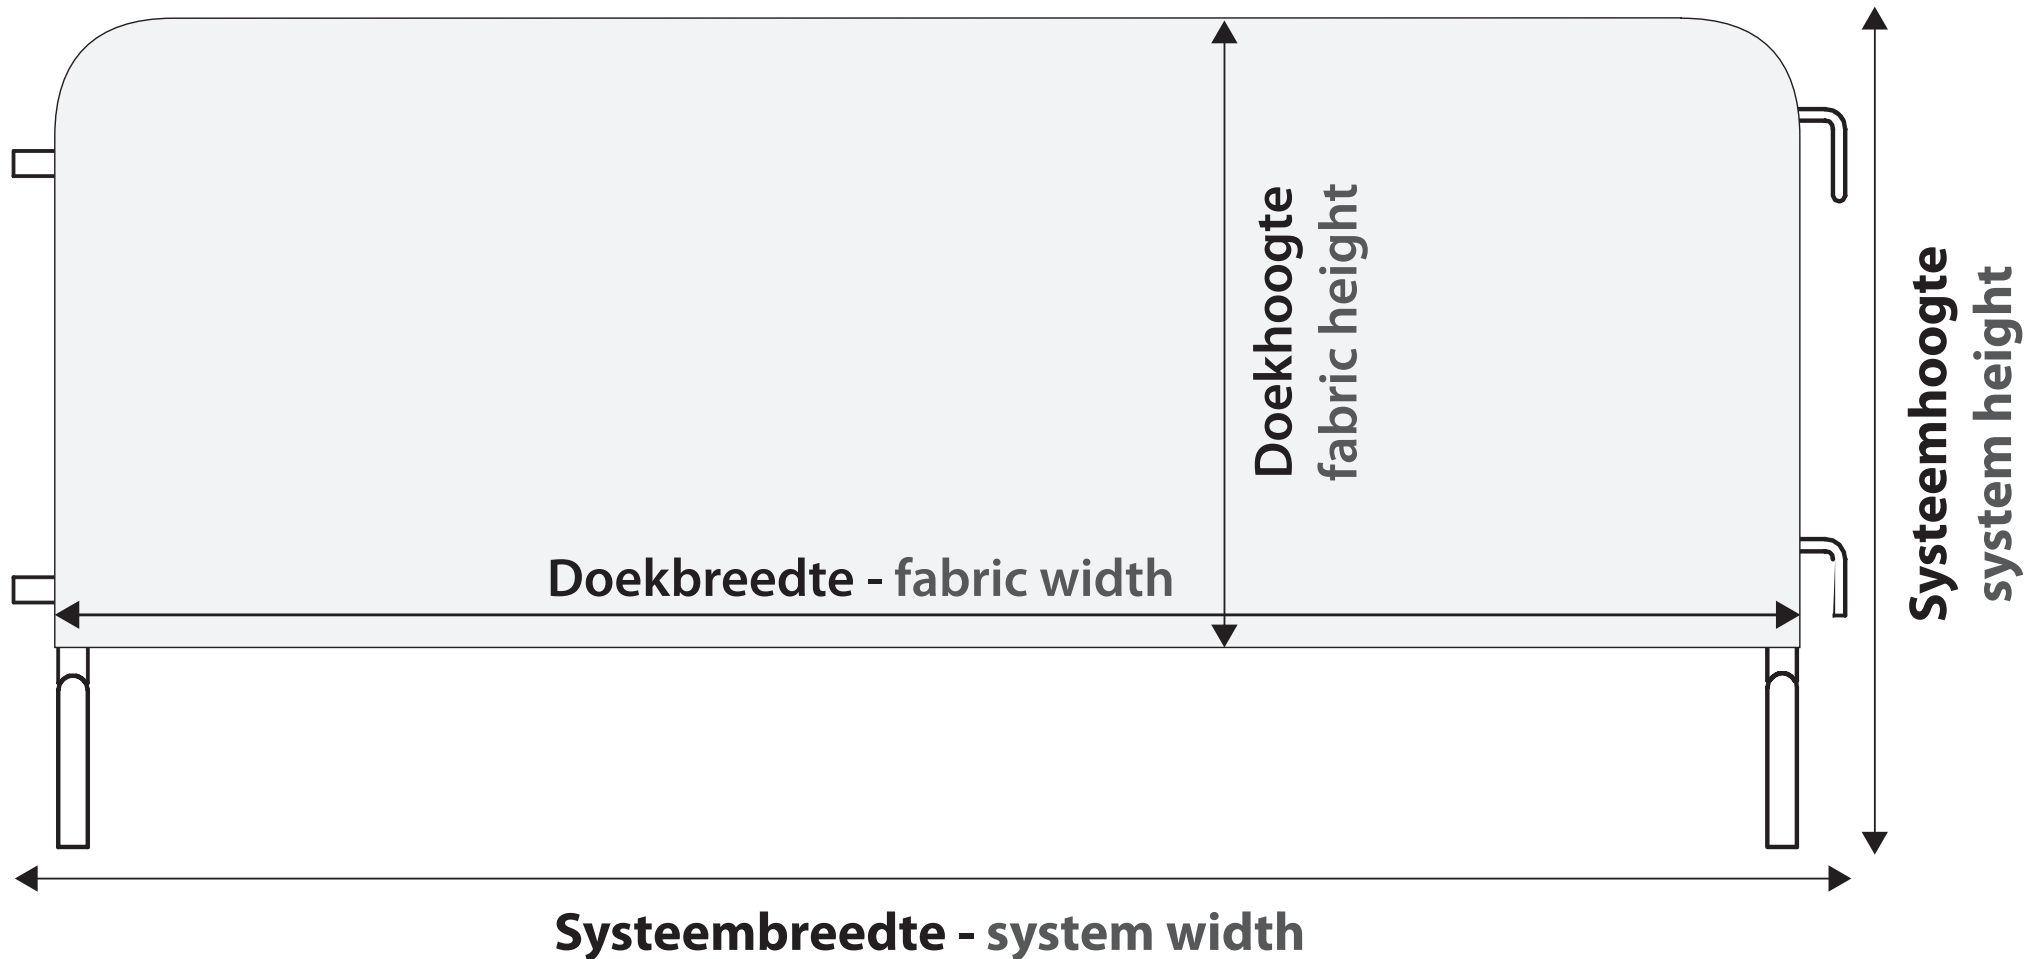 Doekhoogte
fabric height
Systeemhoogte
system height
Doekbreedte - fabric width
Systeembreedte - system width